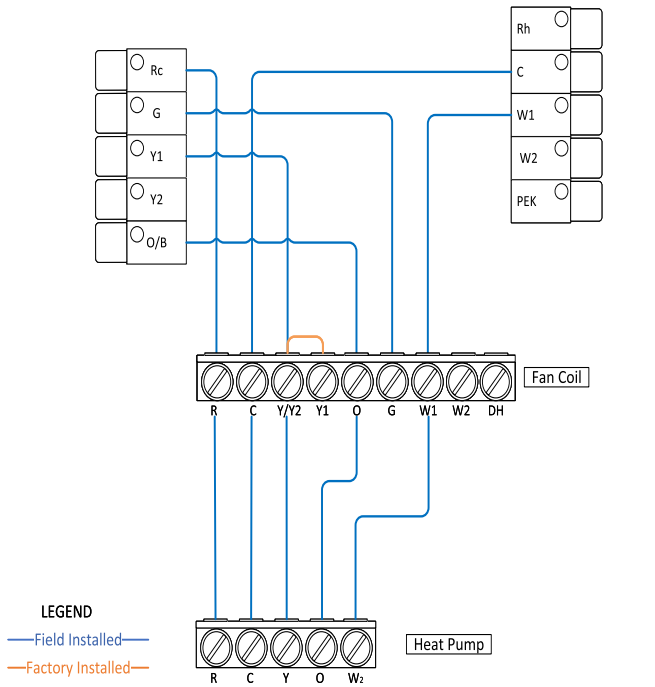 Rc
G
Y1
Y2
O/B
Rh
C
W1
W2
PEK
Fan Coil
R C Y/Y2 Y1 O G W1 W2 DH
LEGEND
Field Installed
Factory Installed
Heat Pump
R C Y O W₂